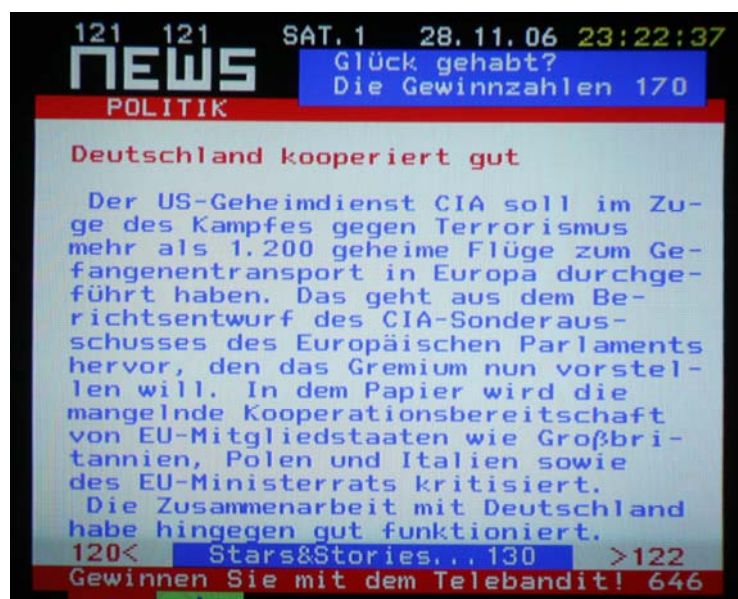 121 121 SAT.1 28.11.06 23:22:37
NEWS
Glück gehabt?
Die Gewinnzahlen 170
POLITIK
Deutschland kooperiert gut
Der US-Geheimdienst CIA soll im Zu-
ge des Kampfes gegen Terrorismus
mehr als 1.200 geheime Flüge zum Ge-
fangenentransport in Europa durchge-
führt haben. Das geht aus dem Be-
richtsentwurf des CIA-Sonderaus-
schusses des Europäischen Parlaments
hervor, den das Gremium nun vorstel-
len will. In dem Papier wird die
mangelnde Kooperationsbereitschaft
von EU-Mitgliedstaaten wie Großbri-
tannien, Polen und Italien sowie
des EU-Ministerrats kritisiert.
Die Zusammenarbeit mit Deutschland
habe hingegen gut funktioniert.
120< Stars&Stories...130 >122
Gewinnen Sie mit dem Telebandit! 646